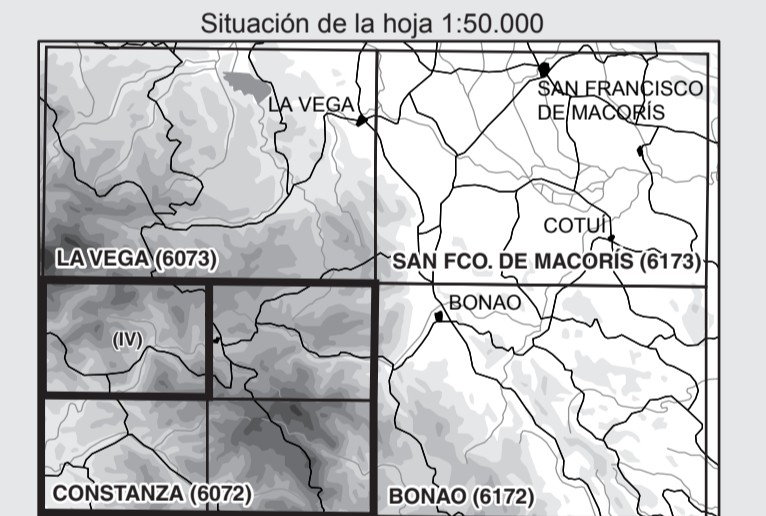 Situación de la hoja 1:50.000
SAN FRANCISCO
DE MACORÍS
LA VEGA
COTUÍ
LA VEGA (6073)
SAN FCO. DE MACORÍS (6173)
BONAO
(IV)
CONSTANZA (6072)
BONAO (6172)